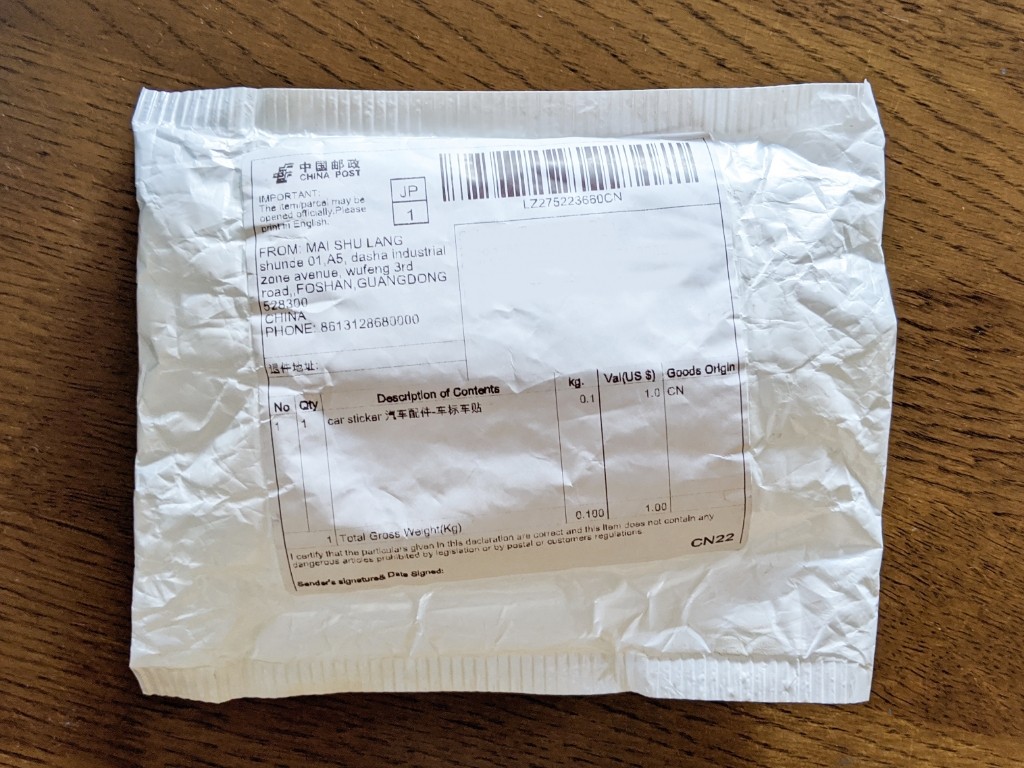 中国邮政
CHINA POST
IMPORTANT:
The item/parcel may be
opened officially.Please
print in English.
JP
1
LZ275223660CN
FROM: MAI SHU LANG
shunde 01,A5, dasha industrial
zone avenue, wufeng 3rd
road,,FOSHAN,GUANGDONG
528300
CHINA
PHONE: 8613128680000
退件地址:
No Qty Description of Contents kg. Val(US $) Goods Origin
1 1 car sticker 汽车配件-车标车贴 0.1 1.0 CN
1 Total Gross Weight(Kg) 0.100 1.00
I certify that the particulars given in this declaration are correct and this item does not contain any
dangerous articles prohibited by legislation or by postal or customers regulations.
Sender's signature& Date Signed:
CN22